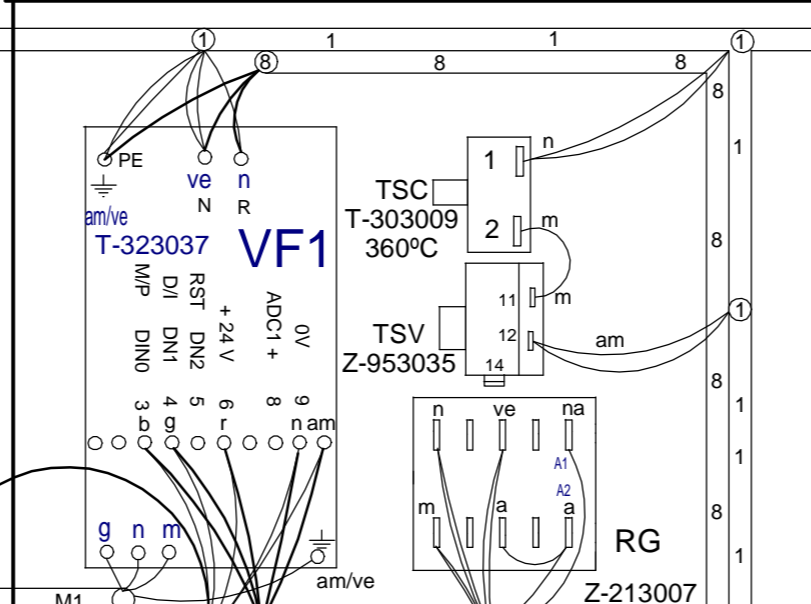 1
1
1
1
8
8
8
8
1
PE
ve
n
N
R
am/ve
T-323037
VF1
M/P DIN0 3
D/I DN1 4
RST DN2 5
+ 24 V 6
ADC1 + 8
0V 9
b
g
r
n
am
g
n
m
am/ve
M1
1
n
TSC
T-303009
360ºC
2
m
11
m
TSV
Z-953035
12
14
am
8
1
8
1
1
8
1
n
ve
na
A1
A2
m
a
a
RG
Z-213007